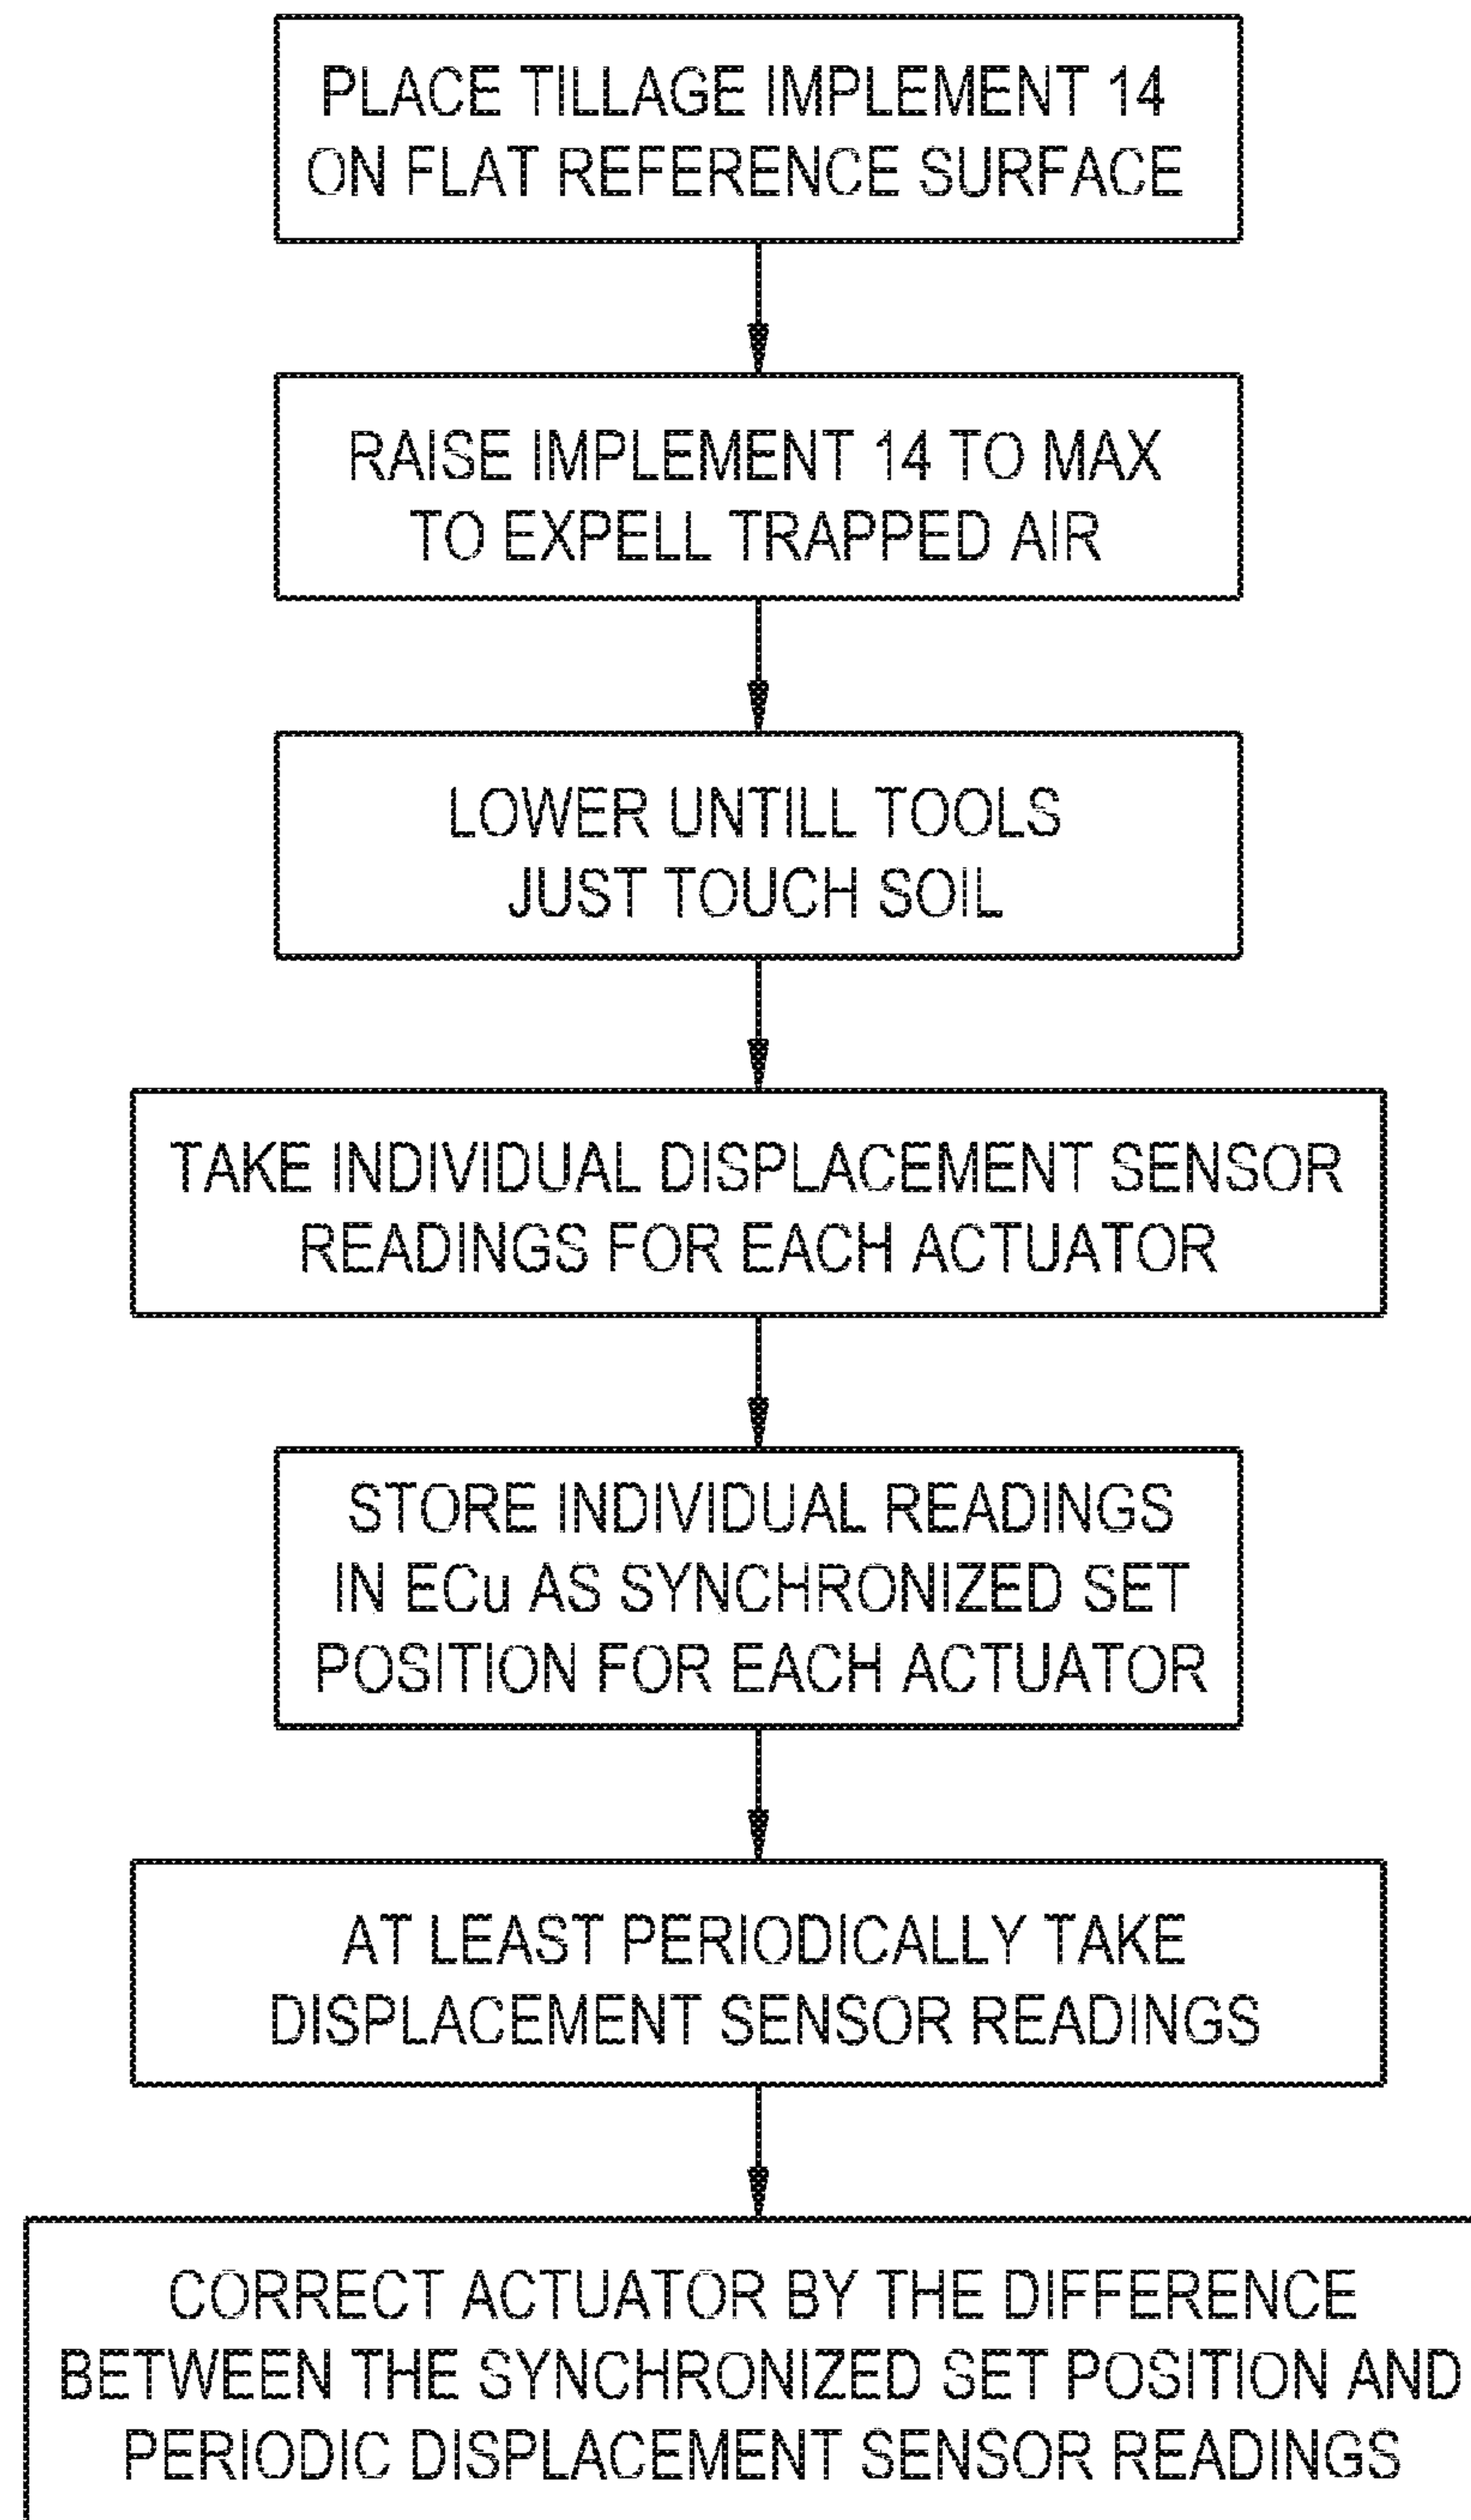 PLACE TILLAGE IMPLEMENT 14
ON FLAT REFERENCE SURFACE
RAISE IMPLEMENT 14 TO MAX
TO EXPELL TRAPPED AIR
LOWER UNTILL TOOLS
JUST TOUCH SOIL
TAKE INDIVIDUAL DISPLACEMENT SENSOR
READINGS FOR EACH ACTUATOR
STORE INDIVIDUAL READINGS
IN ECu AS SYNCHRONIZED SET
POSITION FOR EACH ACTUATOR
AT LEAST PERIODICALLY TAKE
DISPLACEMENT SENSOR READINGS
CORRECT ACTUATOR BY THE DIFFERENCE
BETWEEN THE SYNCHRONIZED SET POSITION AND
PERIODIC DISPLACEMENT SENSOR READINGS